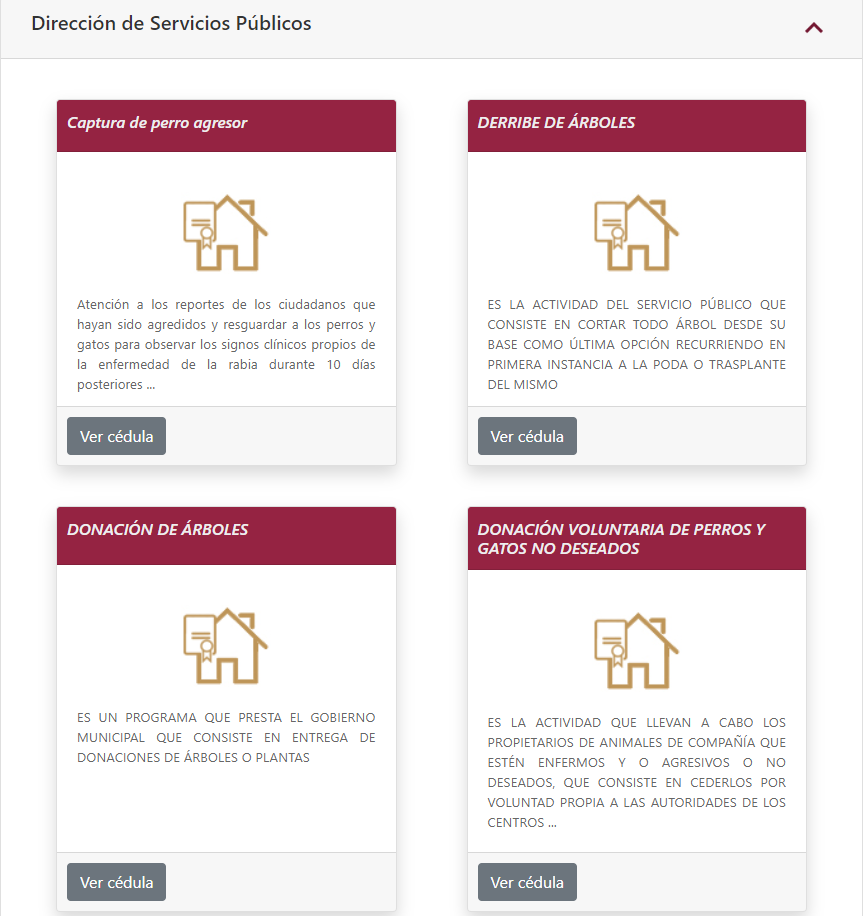 Dirección de Servicios Públicos
Captura de perro agresor
Atención a los reportes de los ciudadanos que
hayan sido agredidos y resguardar a los perros y
gatos para observar los signos clínicos propios de
la enfermedad de la rabia durante 10 días
posteriores ...
Ver cédula
DERRIBE DE ÁRBOLES
ES LA ACTIVIDAD DEL SERVICIO PÚBLICO QUE
CONSISTE EN CORTAR TODO ÁRBOL DESDE SU
BASE COMO ÚLTIMA OPCIÓN RECURRIENDO EN
PRIMERA INSTANCIA A LA PODA O TRASPLANTE
DEL MISMO
Ver cédula
DONACIÓN DE ÁRBOLES
ES UN PROGRAMA QUE PRESTA EL GOBIERNO
MUNICIPAL QUE CONSISTE EN ENTREGA DE
DONACIONES DE ÁRBOLES O PLANTAS
Ver cédula
DONACIÓN VOLUNTARIA DE PERROS Y
GATOS NO DESEADOS
ES LA ACTIVIDAD QUE LLEVAN A CABO LOS
PROPIETARIOS DE ANIMALES DE COMPAÑÍA QUE
ESTÉN ENFERMOS Y O AGRESIVOS O NO
DESEADOS, QUE CONSISTE EN CEDERLOS POR
VOLUNTAD PROPIA A LAS AUTORIDADES DE LOS
CENTROS ...
Ver cédula